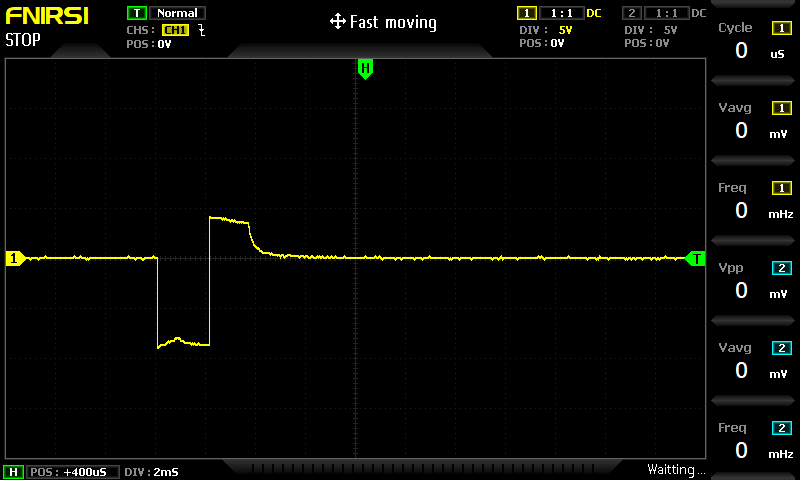 FNIRSI
STOP
T Normal
CHS: CH1
POS: 0V
Fast moving
1 1:1 DC
DIV: 5V
POS: 0V
2 1:1 DC
DIV: 5V
POS: 0V
H
1
T
Cycle 1
0 uS
Vavg 1
0 mV
Freq 1
0 mHz
Vpp 2
0 mV
Vavg 2
0 mV
Freq 2
0 mHz
H POS: +400uS DIV: 2mS
Waitting...